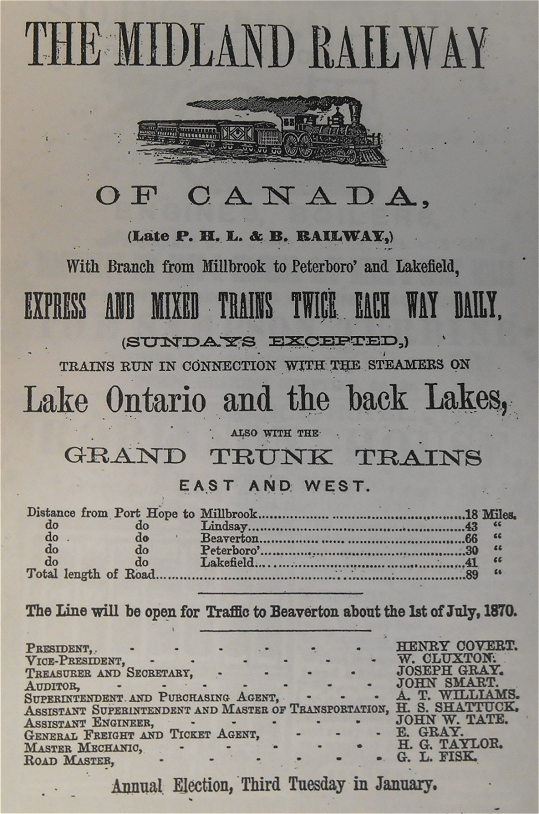 THE MIDLAND RAILWAY
OF CANADA,
(Late P. H. L. & B. RAILWAY,)
With Branch from Millbrook to Peterboro' and Lakefield,
EXPRESS AND MIXED TRAINS TWICE EACH WAY DAILY,
(SUNDAYS EXCEPTED,)
TRAINS RUN IN CONNECTION WITH THE STEAMERS ON
Lake Ontario and the back Lakes,
ALSO WITH THE
GRAND TRUNK TRAINS
EAST AND WEST.
Distance from Port Hope to Millbrook...18 Miles.
do do Lindsay...43 "
do do Beaverton...66 "
do do Peterboro'...30 "
do do Lakefield...41 "
Total length of Road...89 "
The Line will be open for Traffic to Beaverton about the 1st of July, 1870.
PRESIDENT, - - - - - - HENRY COVERT.
VICE-PRESIDENT, - - - - - - W. CLUXTON.
TREASURER AND SECRETARY, - - - - JOSEPH GRAY.
AUDITOR, - - - - - - - JOHN SMART.
SUPERINTENDENT AND PURCHASING AGENT, - - - A. T. WILLIAMS.
ASSISTANT SUPERINTENDENT AND MASTER OF TRANSPORTATION, H. S. SHATTUCK.
ASSISTANT ENGINEER, - - - - - JOHN W. TATE.
GENERAL FREIGHT AND TICKET AGENT, - - - E. GRAY.
MASTER MECHANIC, - - - - - - H. G. TAYLOR.
ROAD MASTER, - - - - - - G. L. FISK.
Annual Election, Third Tuesday in January.